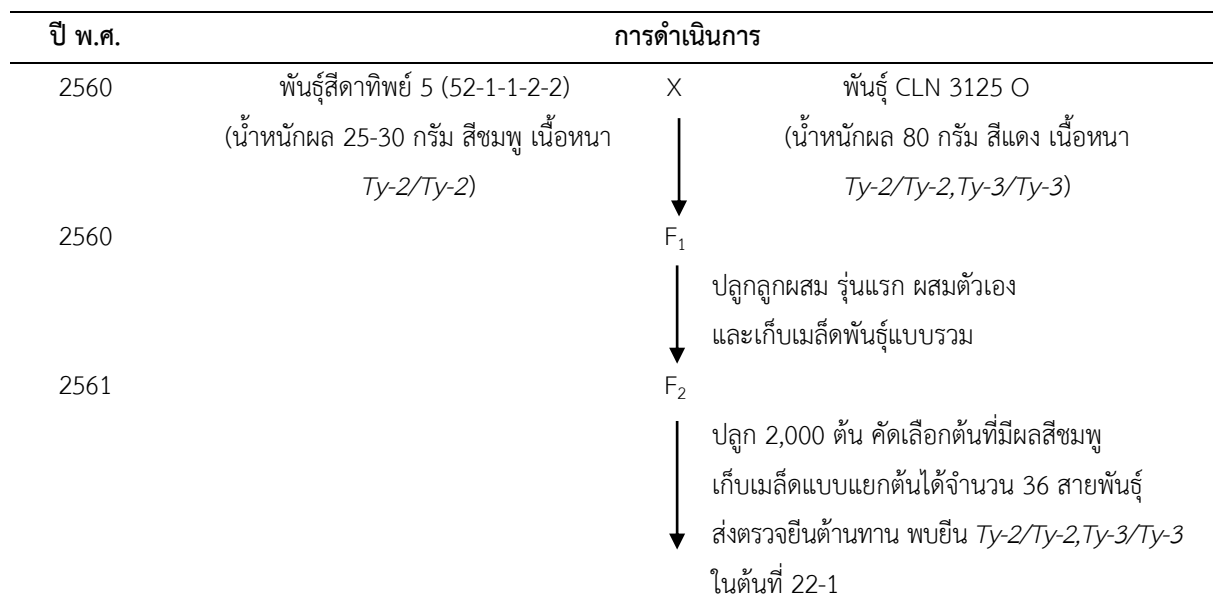 ปี พ.ศ. การดำเนินการ
2560 พันธุ์สีดาทิพย์ 5 (52-1-1-2-2) X พันธุ์ CLN 3125 O
(น้ำหนักผล 25-30 กรัม สีชมพู เนื้อหนา (น้ำหนักผล 80 กรัม สีแดง เนื้อหนา
Ty-2/Ty-2) Ty-2/Ty-2,Ty-3/Ty-3)
2560 F1
ปลูกลูกผสม รุ่นแรก ผสมตัวเอง
และเก็บเมล็ดพันธุ์แบบรวม
2561 F2
ปลูก 2,000 ต้น คัดเลือกต้นที่มีผลสีชมพู
เก็บเมล็ดแบบแยกต้นได้จำนวน 36 สายพันธุ์
ส่งตรวจยีนต้านทาน พบยีน Ty-2/Ty-2,Ty-3/Ty-3
ในต้นที่ 22-1